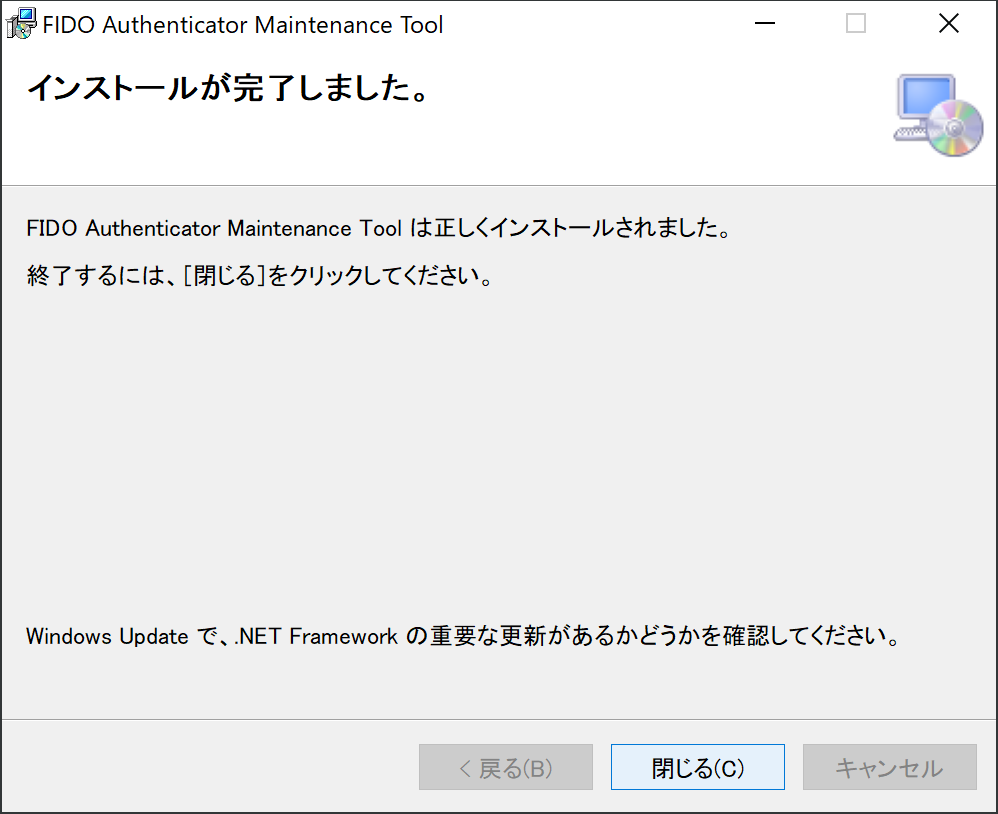 FIDO Authenticator Maintenance Tool
インストールが完了しました。
FIDO Authenticator Maintenance Tool は正しくインストールされました。
終了するには、[閉じる]をクリックしてください。
Windows Update で、.NET Framework の重要な更新があるかどうかを確認してください。
< 戻る(B)
閉じる(C)
キャンセル